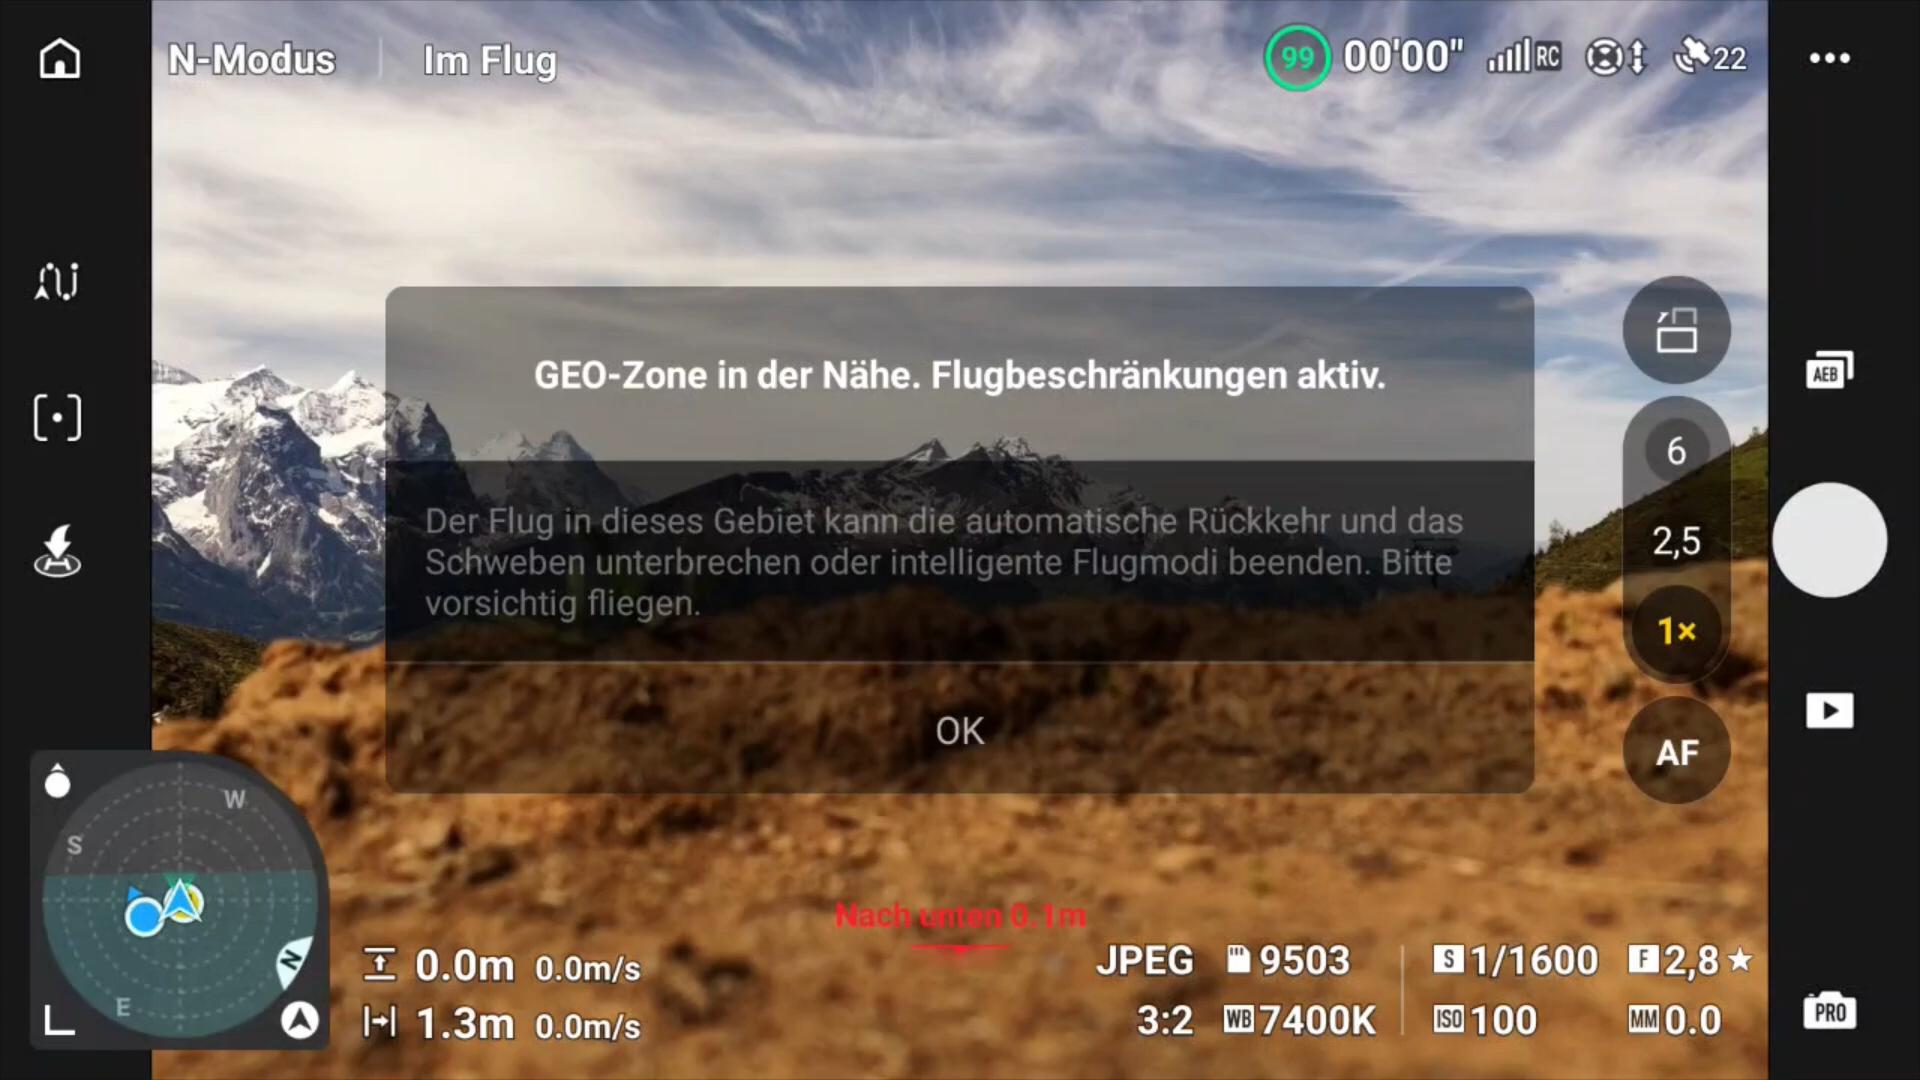 N-Modus
Im Flug
99
00'00"
RC
22
GEO-Zone in der Nähe. Flugbeschränkungen aktiv.
Der Flug in dieses Gebiet kann die automatische Rückkehr und das
Schweben unterbrechen oder intelligente Flugmodi beenden. Bitte
vorsichtig fliegen.
OK
6
2,5
1×
AF
AEB
PRO
W
S
N
E
Nach unten 0.1m
0.0m 0.0m/s
1.3m 0.0m/s
JPEG 9503 S 1/1600 F 2,8
3:2 WB 7400K ISO 100 MM 0.0